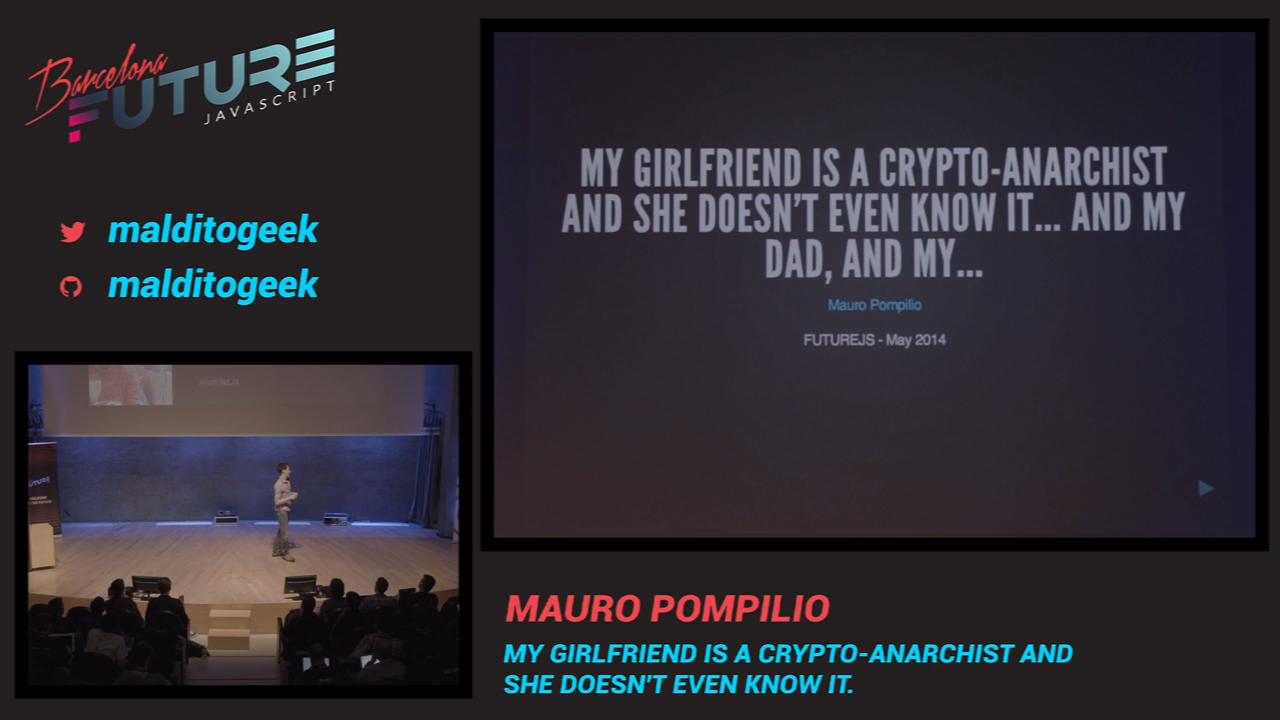 Barcelona
FUTURE
JAVASCRIPT
malditogeek
malditogeek
MY GIRLFRIEND IS A CRYPTO-ANARCHIST
AND SHE DOESN'T EVEN KNOW IT... AND MY
DAD, AND MY...
Mauro Pompilio
FUTUREJS - May 2014
MAURO POMPILIO
MY GIRLFRIEND IS A CRYPTO-ANARCHIST AND
SHE DOESN'T EVEN KNOW IT.